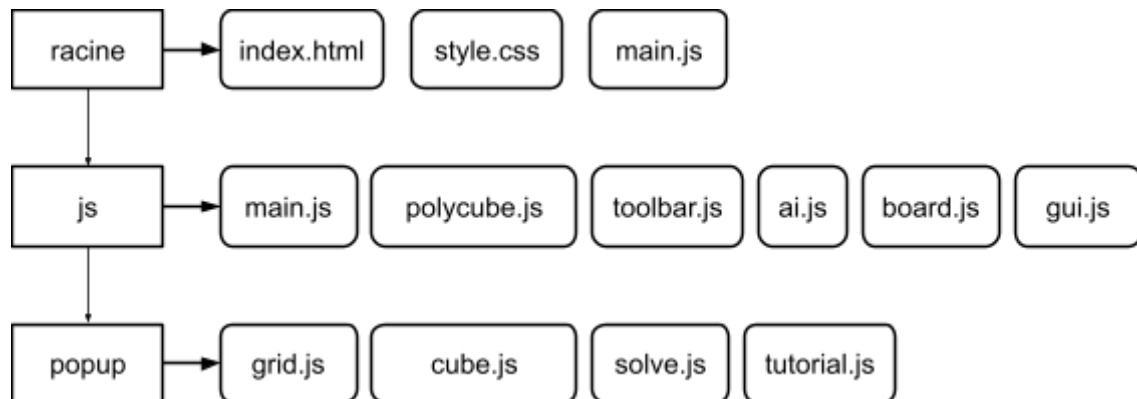 racine index.html style.css main.js
js main.js polycube.js toolbar.js ai.js board.js gui.js
popup grid.js cube.js solve.js tutorial.js